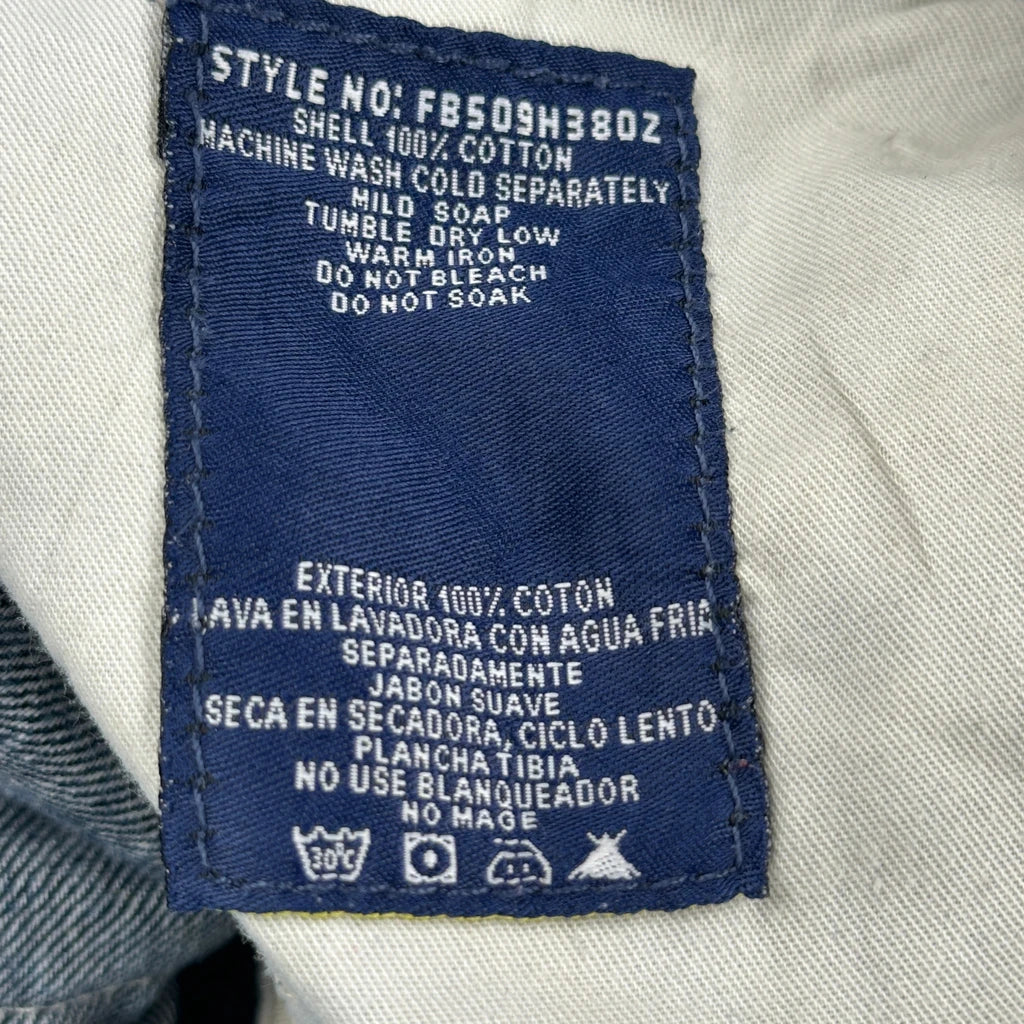 STYLE NO: FB509H380Z
SHELL 100% COTTON
MACHINE WASH COLD SEPARATELY
MILD SOAP
TUMBLE DRY LOW
WARM IRON
DO NOT BLEACH
DO NOT SOAK
EXTERIOR 100% COTON
LAVA EN LAVADORA CON AGUA FRIA
SEPARADAMENTE
JABON SUAVE
SECA EN SECADORA, CICLO LENTO
PLANCHA TIBIA
NO USE BLANQUEADOR
NO MAGE
30°C